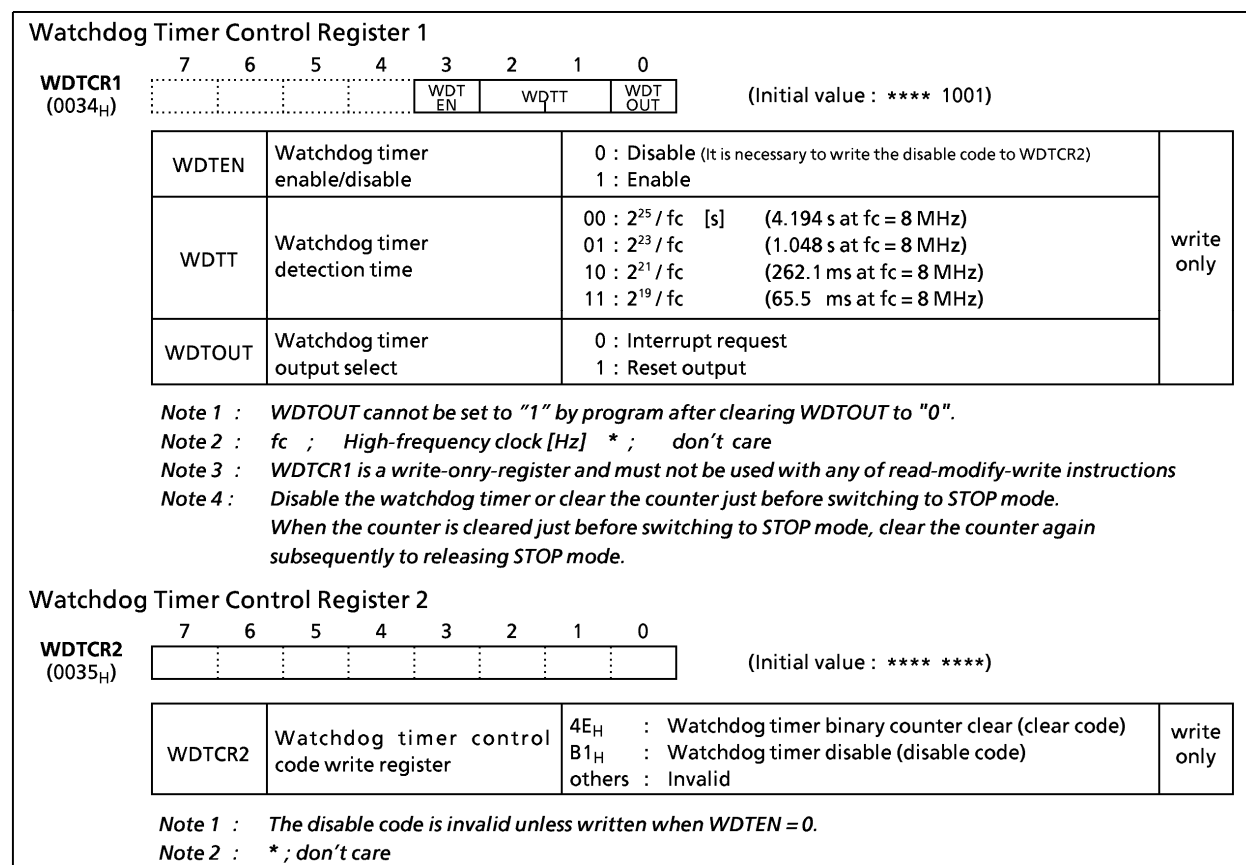 Watchdog Timer Control Register 1
7 6 5 4 3 2 1 0
WDTCR1
(0034H)
WDT EN
WDTT
WDT OUT
(Initial value : **** 1001)
WDTEN
Watchdog timer
enable/disable
0 : Disable (It is necessary to write the disable code to WDTCR2)
1 : Enable
WDTT
Watchdog timer
detection time
00 : 2²⁵ / fc [s] (4.194 s at fc = 8 MHz)
01 : 2²³ / fc (1.048 s at fc = 8 MHz)
10 : 2²¹ / fc (262.1 ms at fc = 8 MHz)
11 : 2¹⁹ / fc (65.5 ms at fc = 8 MHz)
WDTOUT
Watchdog timer
output select
0 : Interrupt request
1 : Reset output
write
only
Note 1 : WDTOUT cannot be set to "1" by program after clearing WDTOUT to "0".
Note 2 : fc ; High-frequency clock [Hz] * ; don't care
Note 3 : WDTCR1 is a write-onry-register and must not be used with any of read-modify-write instructions
Note 4 : Disable the watchdog timer or clear the counter just before switching to STOP mode.
When the counter is cleared just before switching to STOP mode, clear the counter again
subsequently to releasing STOP mode.
Watchdog Timer Control Register 2
7 6 5 4 3 2 1 0
WDTCR2
(0035H)
(Initial value : **** ****)
WDTCR2
Watchdog timer control
code write register
4EH : Watchdog timer binary counter clear (clear code)
B1H : Watchdog timer disable (disable code)
others : Invalid
write
only
Note 1 : The disable code is invalid unless written when WDTEN = 0.
Note 2 : * ; don't care